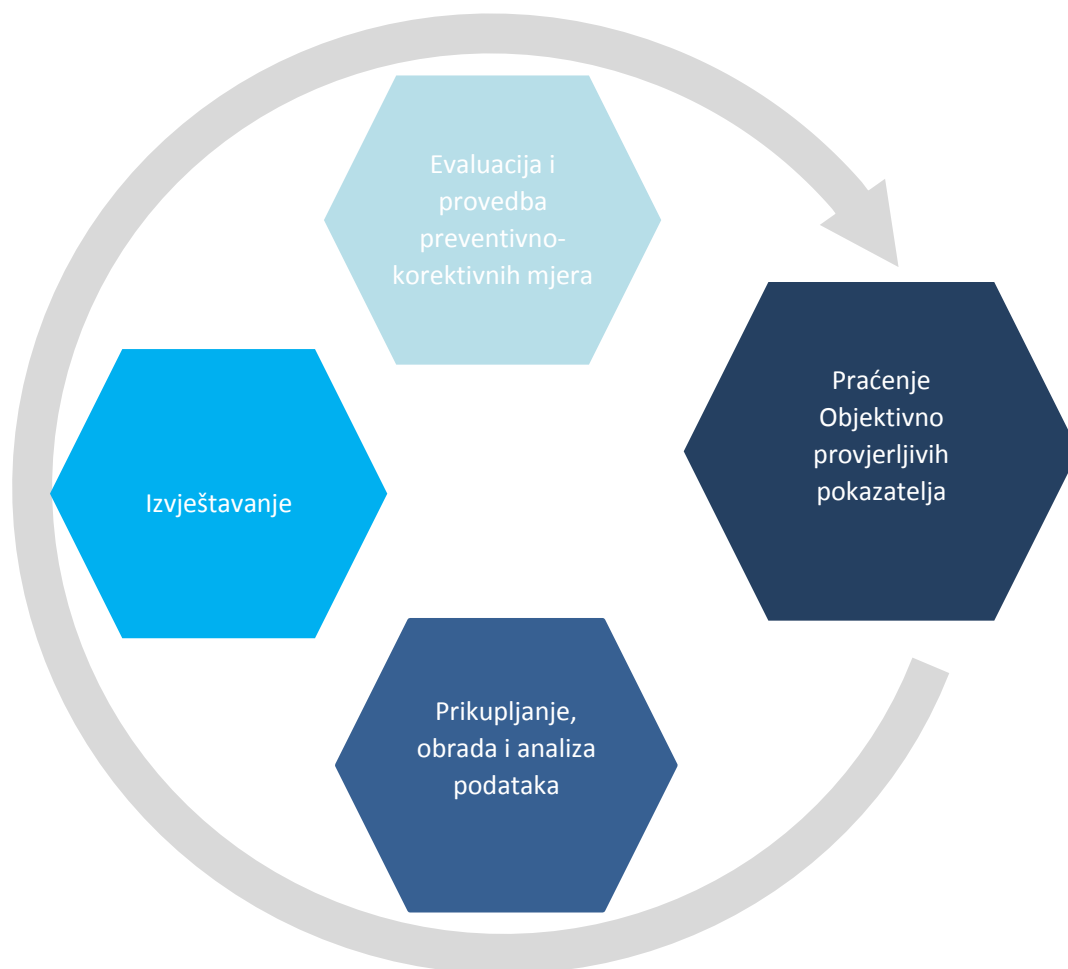 Evaluacija i
provedba
preventivno-
korektivnih mjera
Praćenje
Objektivno
provjerljivih
pokazatelja
Izvještavanje
Prikupljanje,
obrada i analiza
podataka